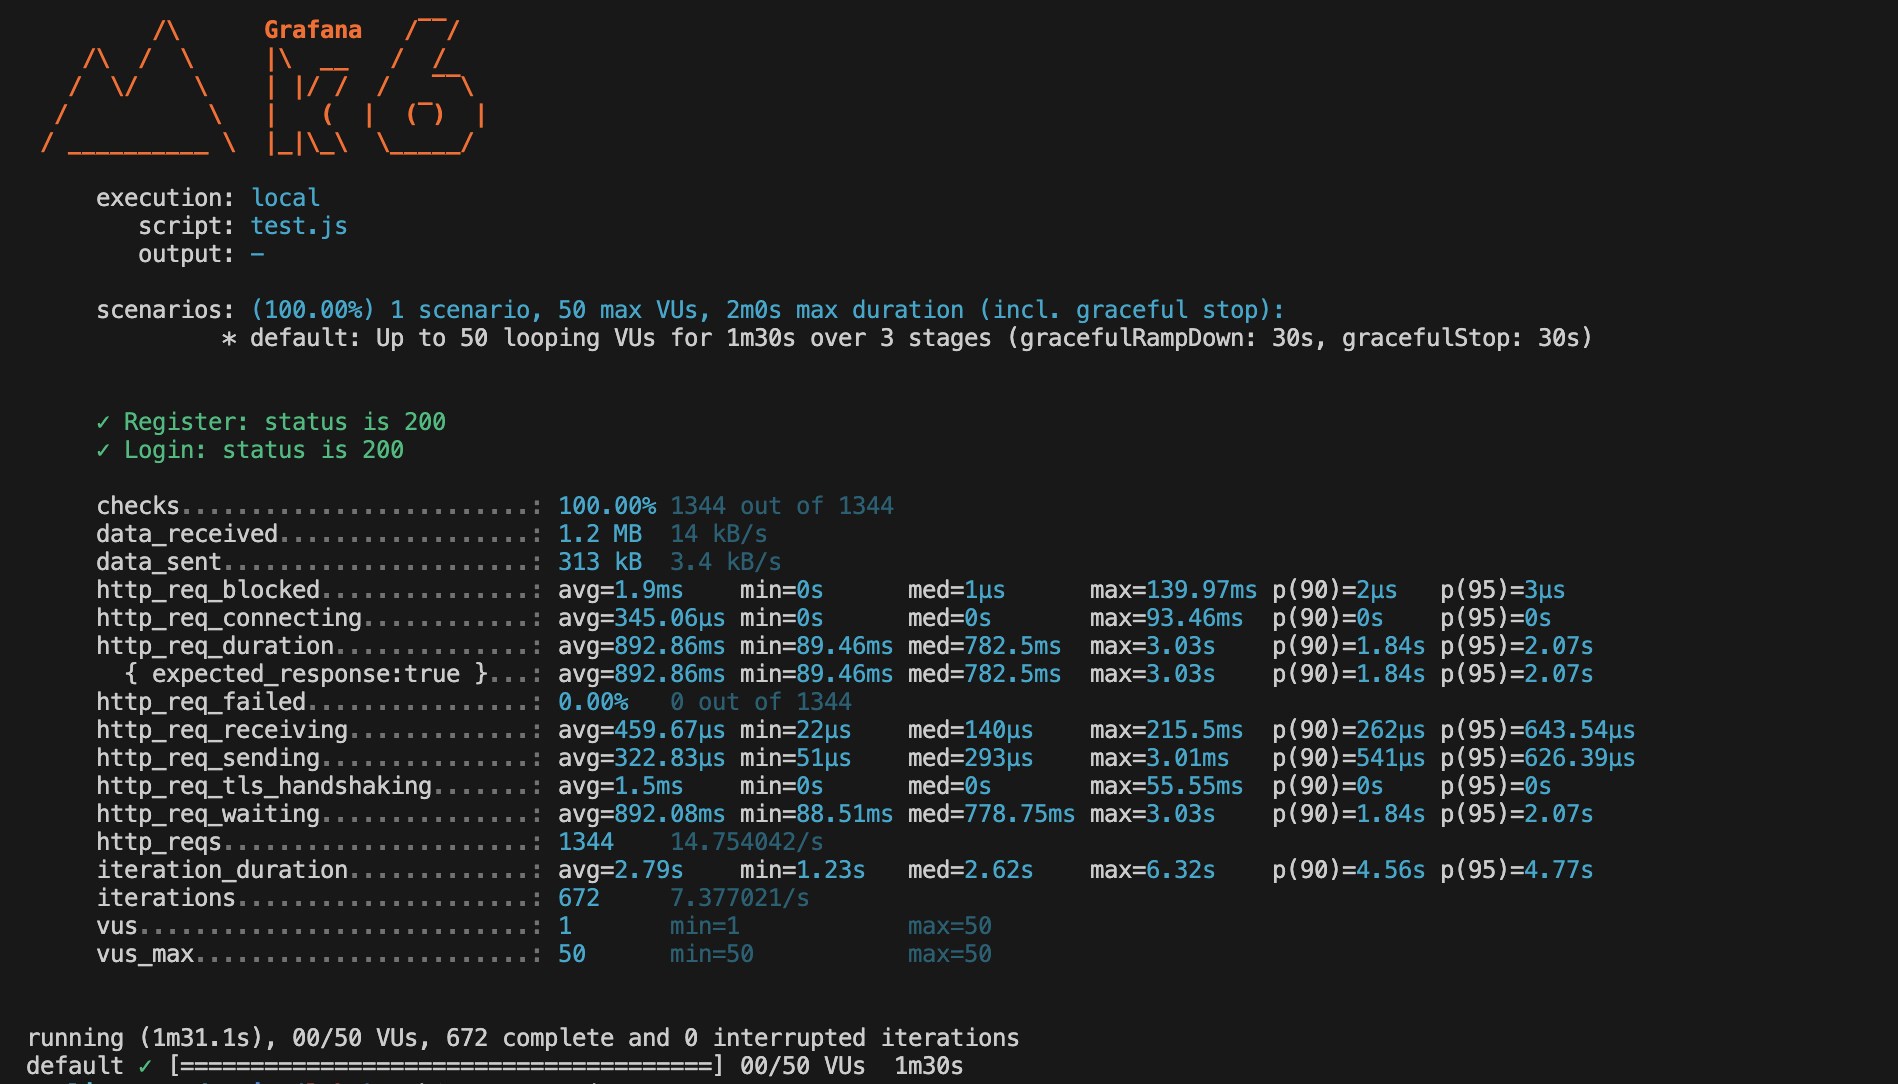 Grafana
execution: local
script: test.js
output: -
scenarios: (100.00%) 1 scenario, 50 max VUs, 2m0s max duration (incl. graceful stop):
* default: Up to 50 looping VUs for 1m30s over 3 stages (gracefulRampDown: 30s, gracefulStop: 30s)
✓ Register: status is 200
✓ Login: status is 200
checks.........................: 100.00% 1344 out of 1344
data_received..................: 1.2 MB 14 kB/s
data_sent......................: 313 kB 3.4 kB/s
http_req_blocked...............: avg=1.9ms min=0s med=1µs max=139.97ms p(90)=2µs p(95)=3µs
http_req_connecting............: avg=345.06µs min=0s med=0s max=93.46ms p(90)=0s p(95)=0s
http_req_duration..............: avg=892.86ms min=89.46ms med=782.5ms max=3.03s p(90)=1.84s p(95)=2.07s
{ expected_response:true }...: avg=892.86ms min=89.46ms med=782.5ms max=3.03s p(90)=1.84s p(95)=2.07s
http_req_failed................: 0.00% 0 out of 1344
http_req_receiving.............: avg=459.67µs min=22µs med=140µs max=215.5ms p(90)=262µs p(95)=643.54µs
http_req_sending...............: avg=322.83µs min=51µs med=293µs max=3.01ms p(90)=541µs p(95)=626.39µs
http_req_tls_handshaking.......: avg=1.5ms min=0s med=0s max=55.55ms p(90)=0s p(95)=0s
http_req_waiting...............: avg=892.08ms min=88.51ms med=778.75ms max=3.03s p(90)=1.84s p(95)=2.07s
http_reqs......................: 1344 14.754042/s
iteration_duration.............: avg=2.79s min=1.23s med=2.62s max=6.32s p(90)=4.56s p(95)=4.77s
iterations.....................: 672 7.377021/s
vus............................: 1 min=1 max=50
vus_max........................: 50 min=50 max=50
running (1m31.1s), 00/50 VUs, 672 complete and 0 interrupted iterations
default ✓ [======================================] 00/50 VUs 1m30s